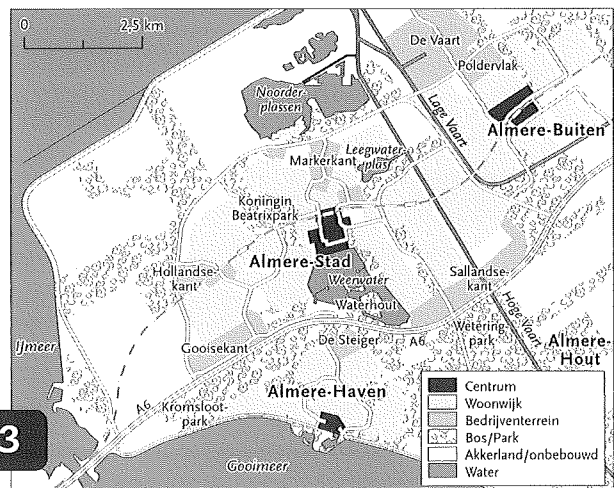 0 2,5 km
De Vaart
Poldervlak
Noorder-
plassen
Lage Vaart
Almere-Buiten
Leegwater-
plas
Markerkant
Koningin
Beatrixpark
Almere-Stad
Hollandse-
kant
Weerwater
Waterhout
Sallandse-
kant
Hoge Vaart
Wetering-
park
Almere-
Hout
IJmeer
Gooisekant
De Steiger
A6
Almere-Haven
A6
Kromsloot-
park
Gooimeer
3
Centrum
Woonwijk
Bedrijventerrein
Bos/Park
Akkerland/onbebouwd
Water